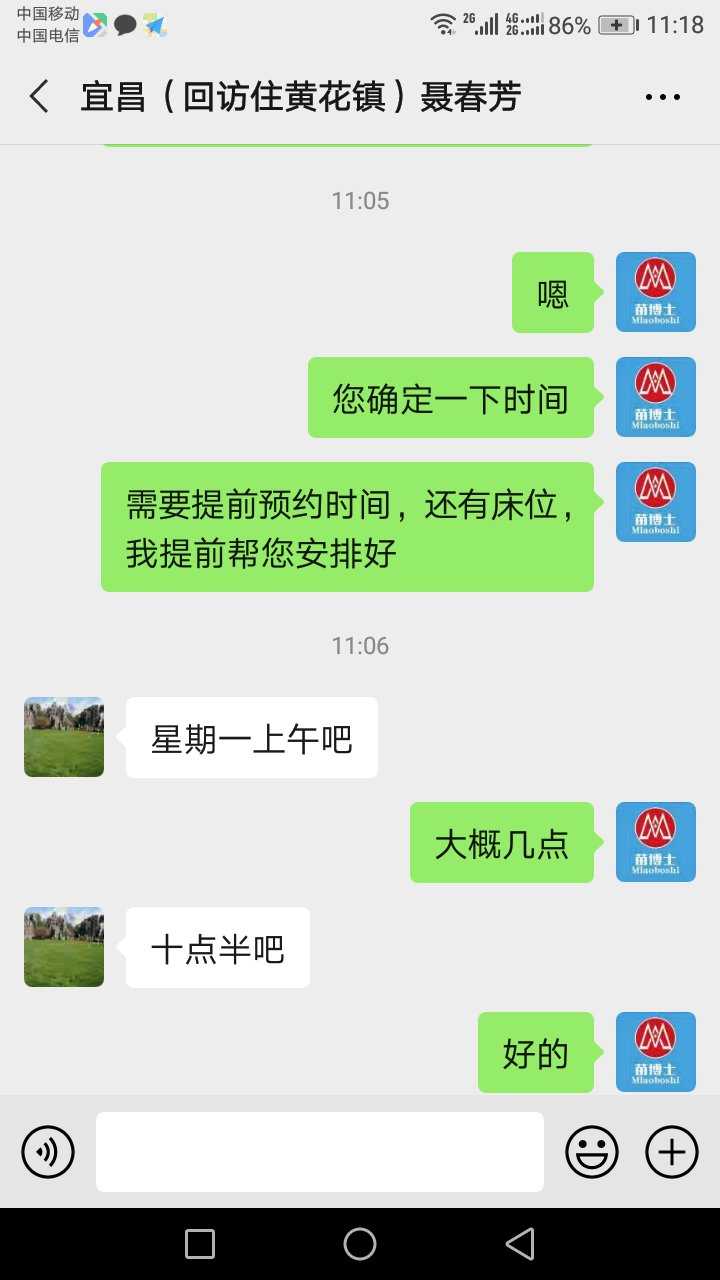 中国移动
中国电信
2G
4G
2G
86%
11:18
宜昌（回访住黄花镇）聂春芳
11:05
嗯
苗博士
Miaoboshi
您确定一下时间
苗博士
Miaoboshi
需要提前预约时间，还有床位，
我提前帮您安排好
苗博士
Miaoboshi
11:06
星期一上午吧
大概几点
苗博士
Miaoboshi
十点半吧
好的
苗博士
Miaoboshi